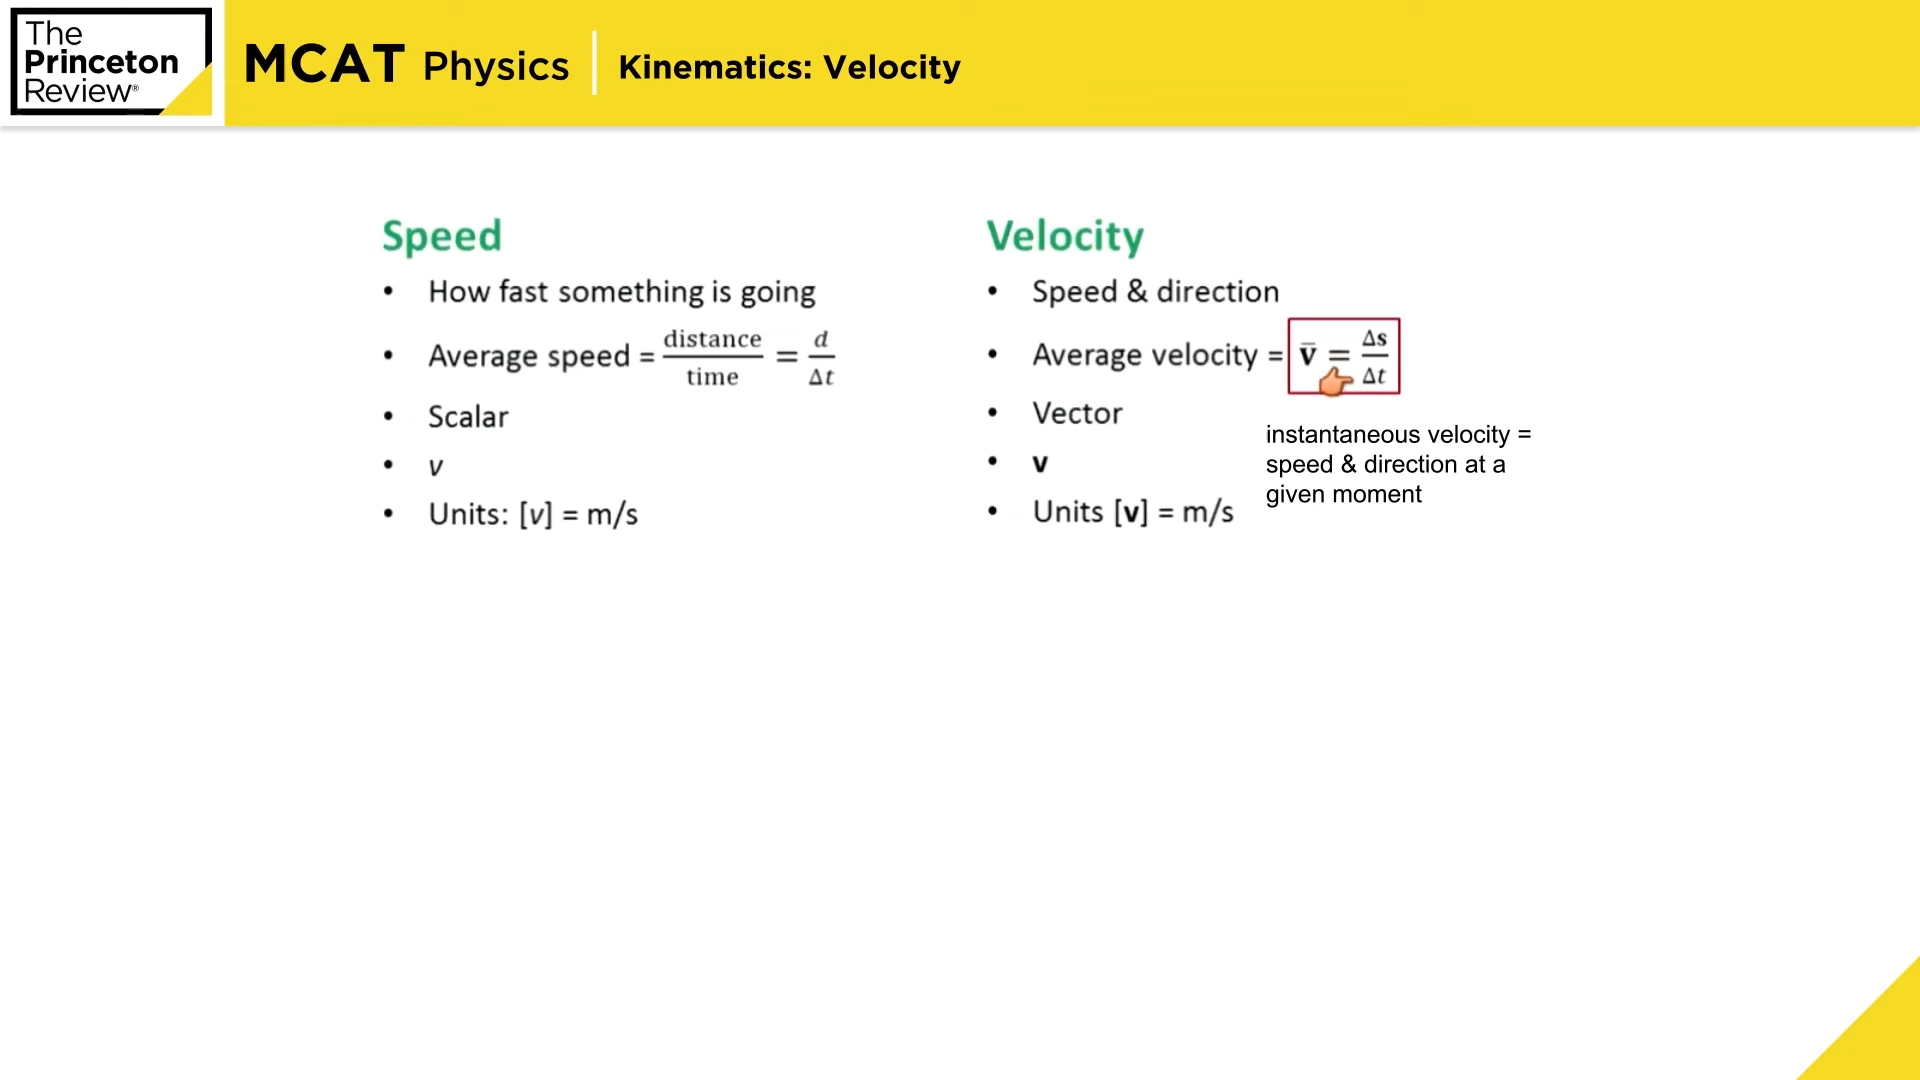 The
Princeton
Review®
MCAT Physics | Kinematics: Velocity
Speed
• How fast something is going
• Average speed = distance/time = d/Δt
• Scalar
• v
• Units: [v] = m/s
Velocity
• Speed & direction
• Average velocity = v̄ = Δs/Δt
• Vector
• v
• Units [v] = m/s
instantaneous velocity =
speed & direction at a
given moment